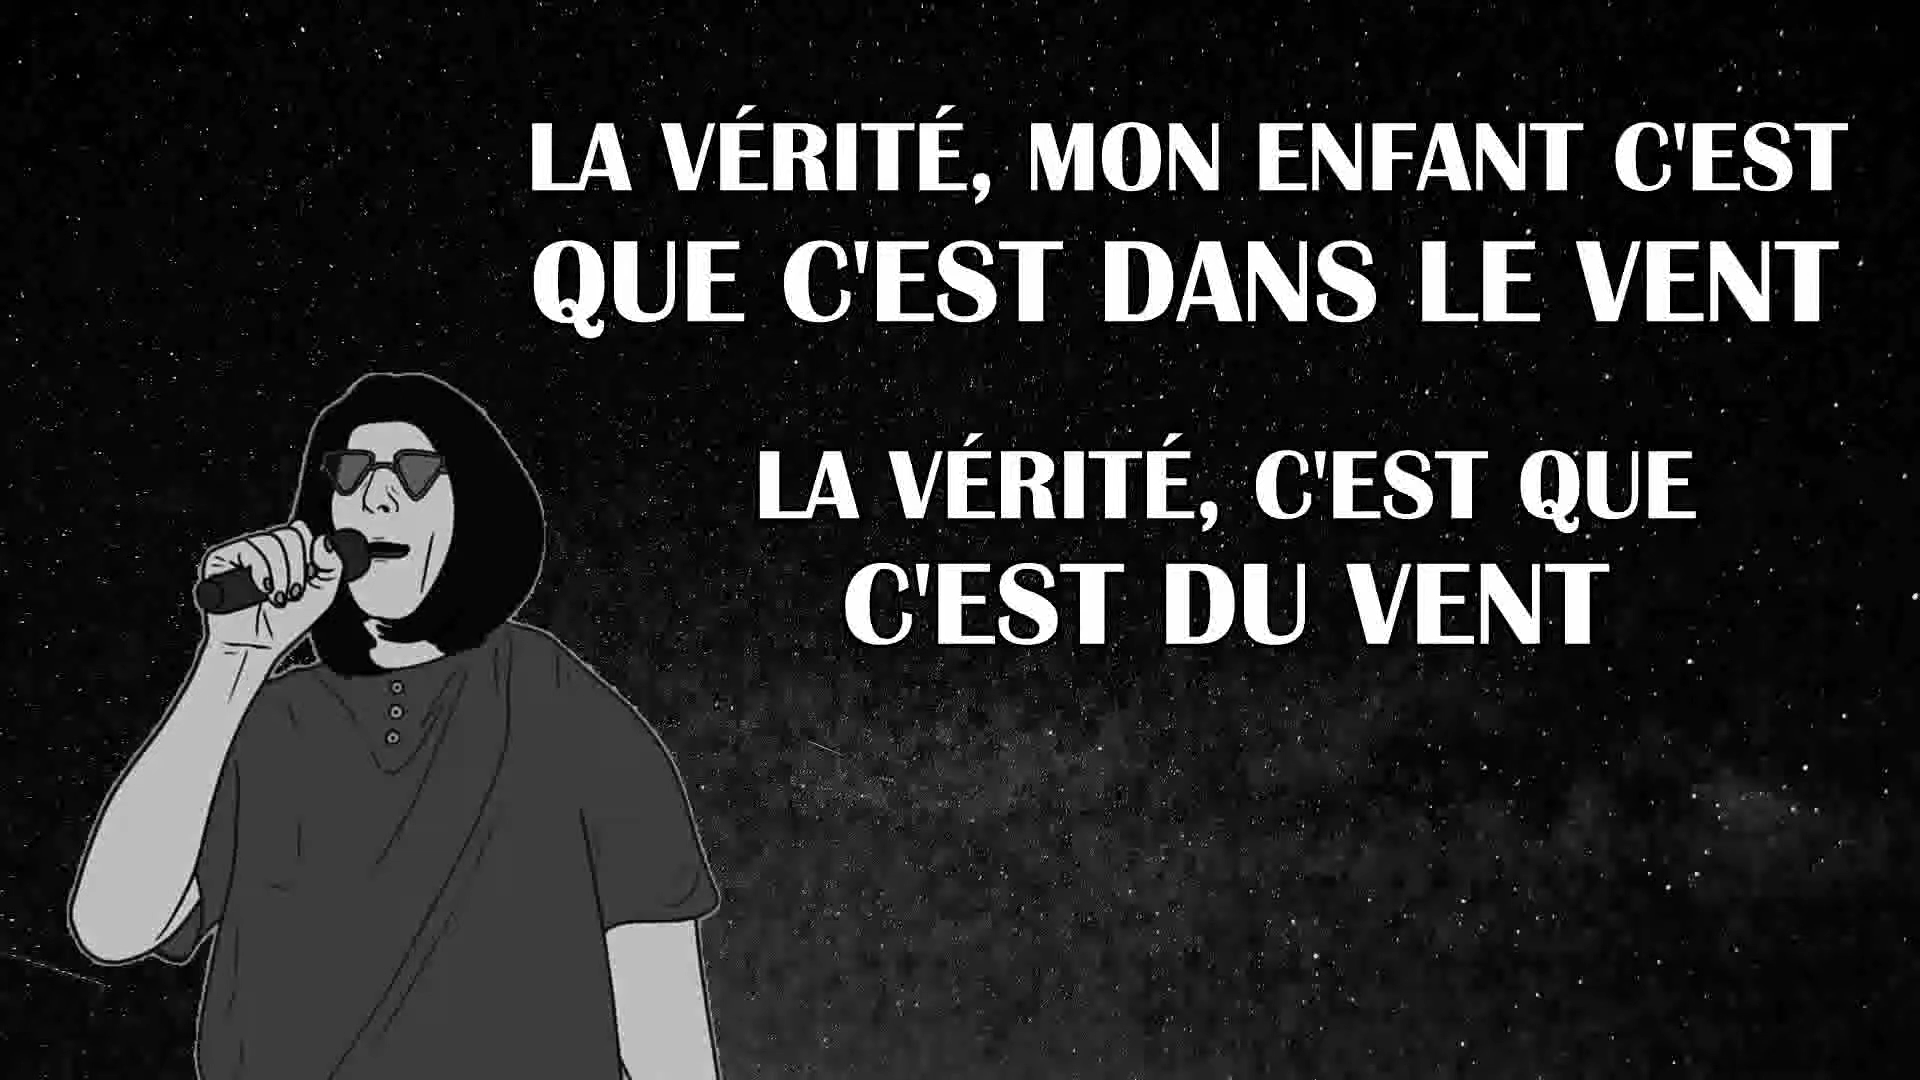 LA VÉRITÉ, MON ENFANT C'EST
QUE C'EST DANS LE VENT
LA VÉRITÉ, C'EST QUE
C'EST DU VENT